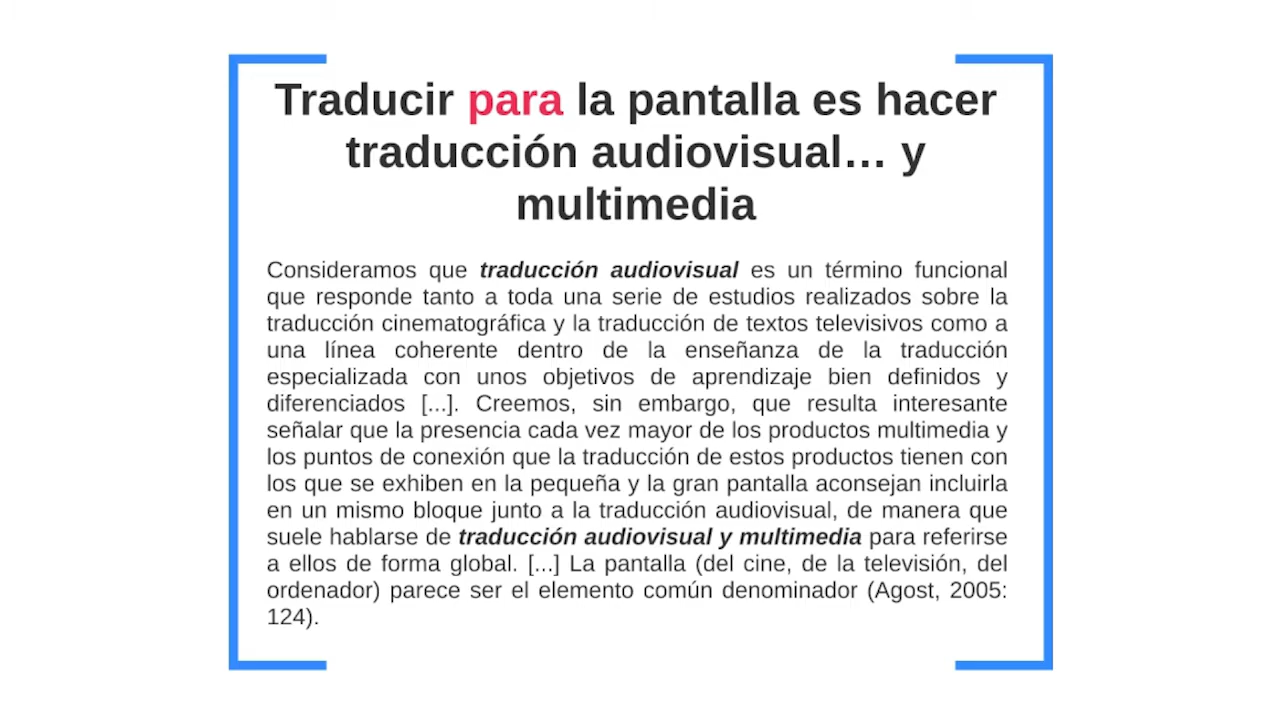 Traducir para la pantalla es hacer
traducción audiovisual… y
multimedia
Consideramos que traducción audiovisual es un término funcional
que responde tanto a toda una serie de estudios realizados sobre la
traducción cinematográfica y la traducción de textos televisivos como a
una línea coherente dentro de la enseñanza de la traducción
especializada con unos objetivos de aprendizaje bien definidos y
diferenciados [...]. Creemos, sin embargo, que resulta interesante
señalar que la presencia cada vez mayor de los productos multimedia y
los puntos de conexión que la traducción de estos productos tienen con
los que se exhiben en la pequeña y la gran pantalla aconsejan incluirla
en un mismo bloque junto a la traducción audiovisual, de manera que
suele hablarse de traducción audiovisual y multimedia para referirse
a ellos de forma global. [...] La pantalla (del cine, de la televisión, del
ordenador) parece ser el elemento común denominador (Agost, 2005:
124).